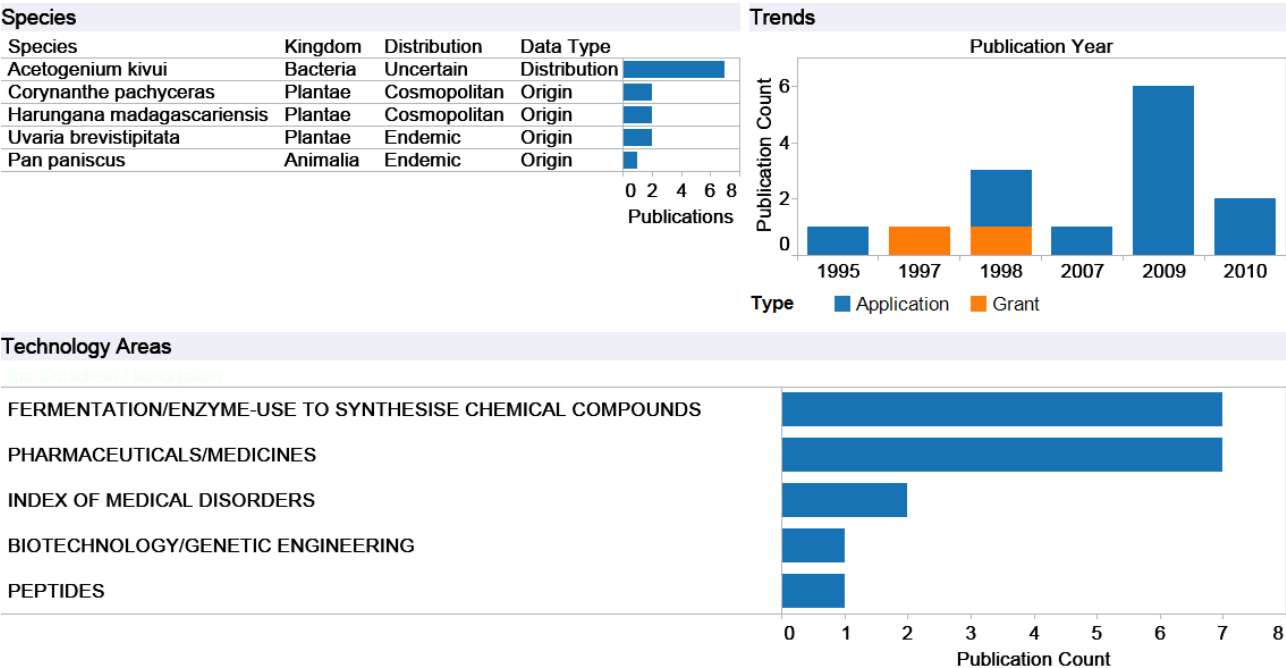 Species
Species Kingdom Distribution Data Type
Acetogenium kivui Bacteria Uncertain Distribution
Corynanthe pachyceras Plantae Cosmopolitan Origin
Harungana madagascariensis Plantae Cosmopolitan Origin
Uvaria brevistipitata Plantae Endemic Origin
Pan paniscus Animalia Endemic Origin
0 2 4 6 8
Publications
Trends
Publication Year
Publication Count
6
4
2
0
1995 1997 1998 2007 2009 2010
Type Application Grant
Technology Areas
FERMENTATION/ENZYME-USE TO SYNTHESISE CHEMICAL COMPOUNDS
PHARMACEUTICALS/MEDICINES
INDEX OF MEDICAL DISORDERS
BIOTECHNOLOGY/GENETIC ENGINEERING
PEPTIDES
0 1 2 3 4 5 6 7 8
Publication Count